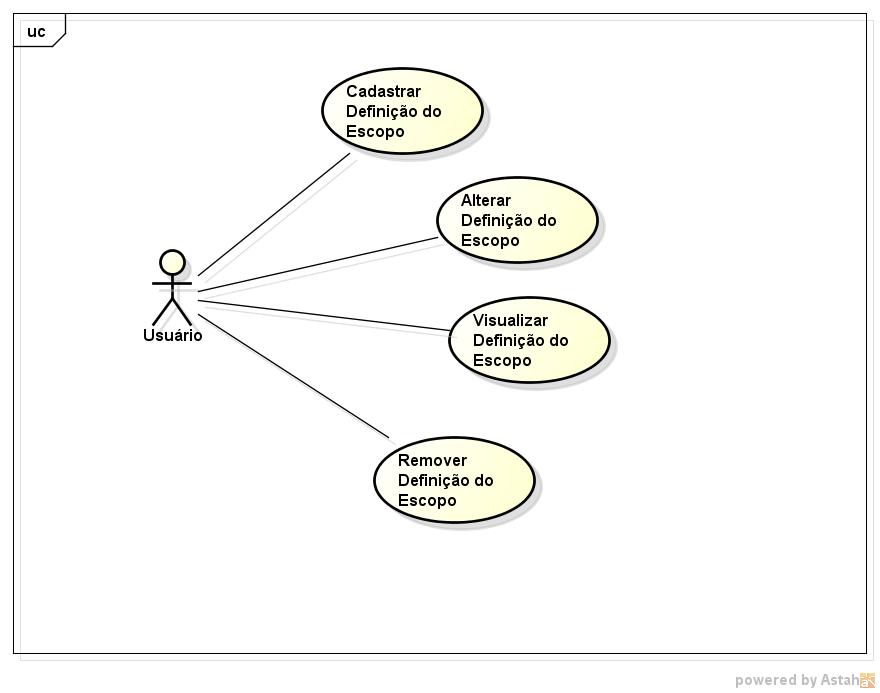 uc
Cadastrar
Definição do
Escopo
Alterar
Definição do
Escopo
Usuário
Visualizar
Definição do
Escopo
Remover
Definição do
Escopo
powered by Astah